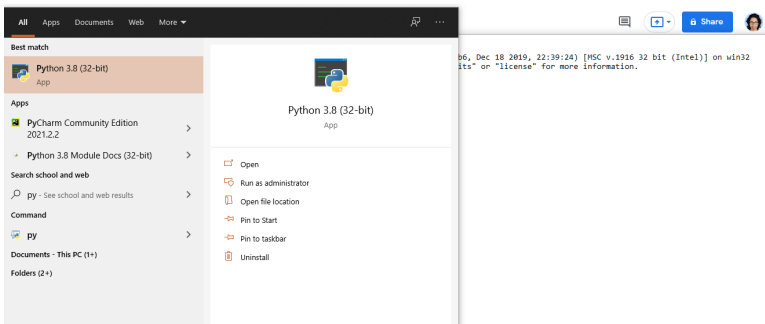 All Apps Documents Web More
Share
Best match
Python 3.8 (32-bit)
App
Apps
PyCharm Community Edition
2021.2.2
Python 3.8 Module Docs (32-bit)
Search school and web
py - See school and web results
Command
py
Documents - This PC (1+)
Folders (2+)
Python 3.8 (32-bit)
App
Open
Run as administrator
Open file location
Pin to Start
Pin to taskbar
Uninstall
b6, Dec 18 2019, 22:39:24) [MSC v.1916 32 bit (Intel)] on win32
its" or "license" for more information.